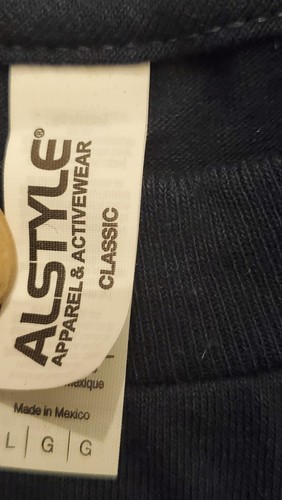 ALSTYLE®
APPAREL & ACTIVEWEAR
CLASSIC
Made in Mexico
L | G | G